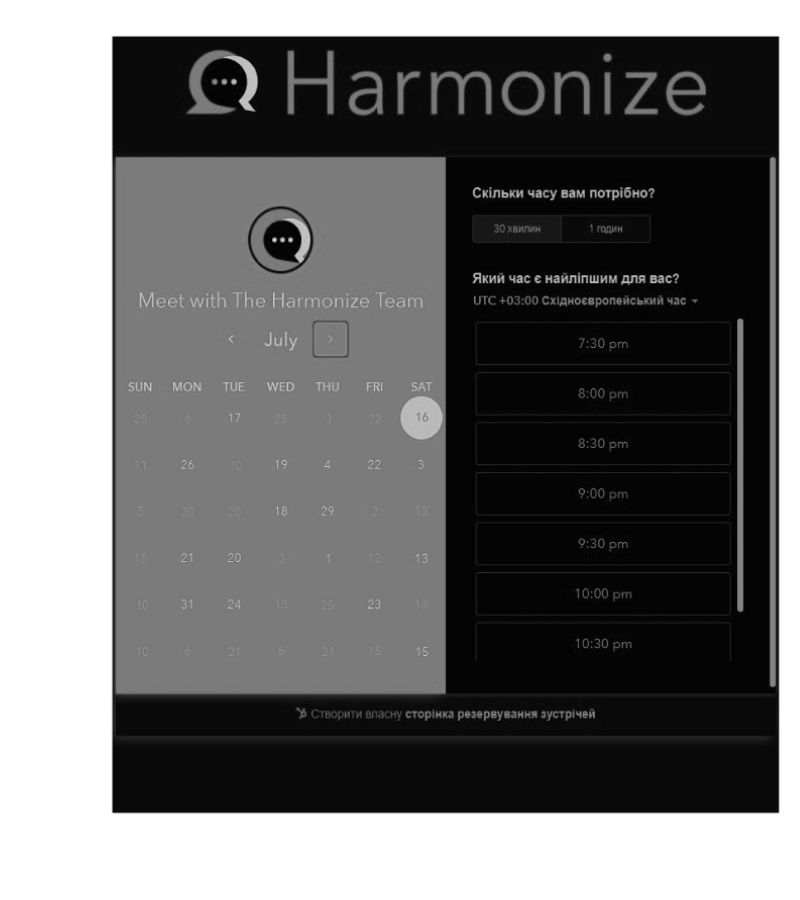 Harmonize
Meet with The Harmonize Team
July
SUN MON TUE WED THU FRI SAT
25 6 17 25 3 22 16
11 26 10 19 4 22 3
5 20 20 18 29 2 13
18 21 20 3 1 12 13
10 31 24 13 25 23 13
10 6 21 6 21 15 15
Скільки часу вам потрібно?
30 хвилин 1 годин
Який час є найліпшим для вас?
UTC +03:00 Східноєвропейський час
7:30 pm
8:00 pm
8:30 pm
9:00 pm
9:30 pm
10:00 pm
10:30 pm
Створити власну сторінка резервування зустрічей